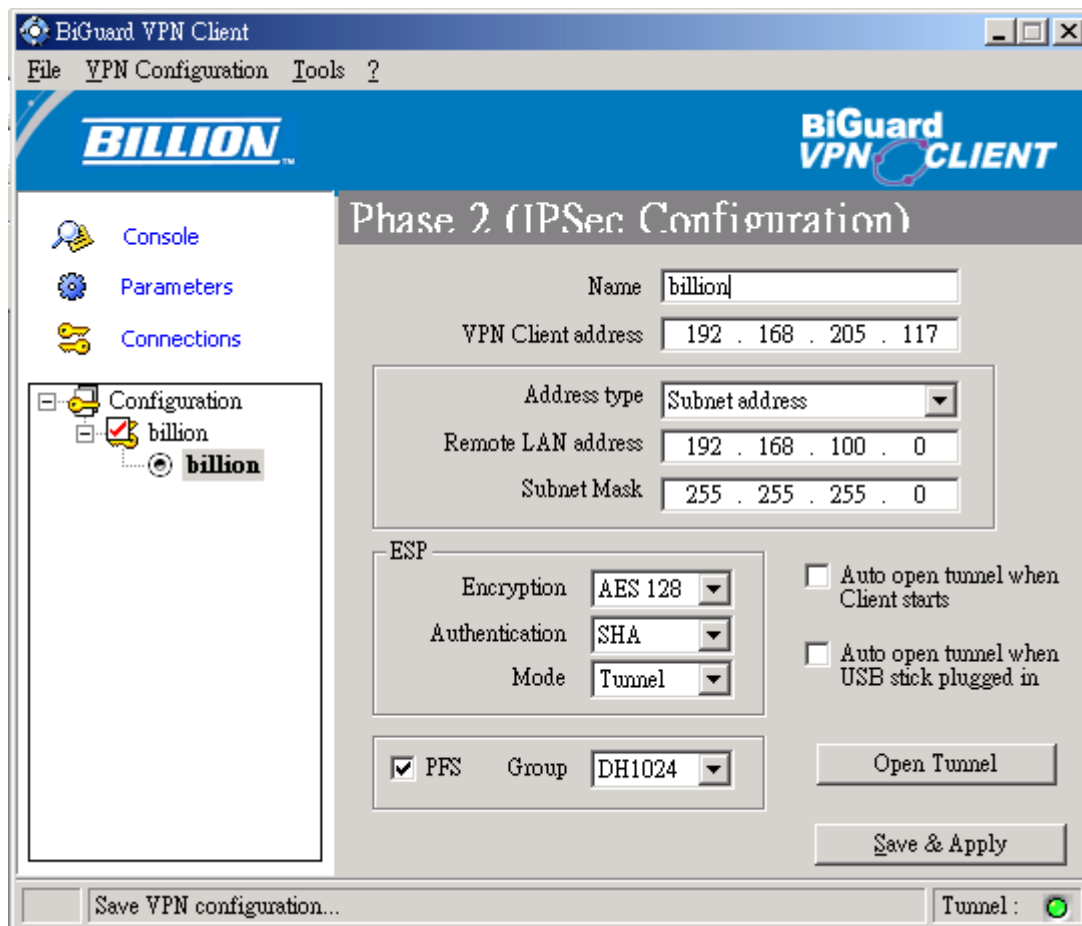 BiGuard VPN Client
File VPN Configuration Tools ?
BILLION™
BiGuard
VPN CLIENT
Console
Parameters
Connections
Configuration
billion
billion
Phase 2 (IPSec Configuration)
Name billion
VPN Client address 192 . 168 . 205 . 117
Address type Subnet address
Remote LAN address 192 . 168 . 100 . 0
Subnet Mask 255 . 255 . 255 . 0
ESP
Encryption AES 128
Authentication SHA
Mode Tunnel
Auto open tunnel when
Client starts
Auto open tunnel when
USB stick plugged in
PFS Group DH1024
Open Tunnel
Save & Apply
Save VPN configuration...
Tunnel :